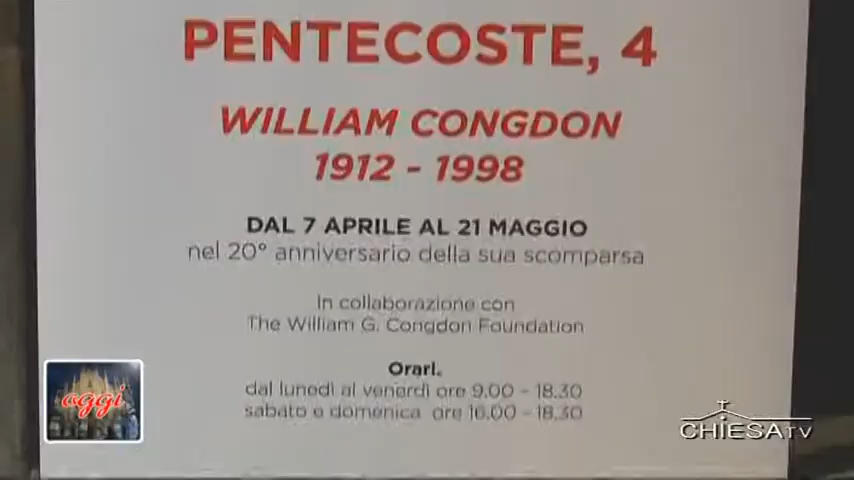 PENTECOSTE, 4
WILLIAM CONGDON
1912 - 1998
DAL 7 APRILE AL 21 MAGGIO
nel 20° anniversario della sua scomparsa
In collaborazione con
The William G. Congdon Foundation
Orari.
dal lunedì al venerdì ore 9.00 - 18.30
sabato e domenica ore 16.00 - 18.30
oggi
CHIESATV